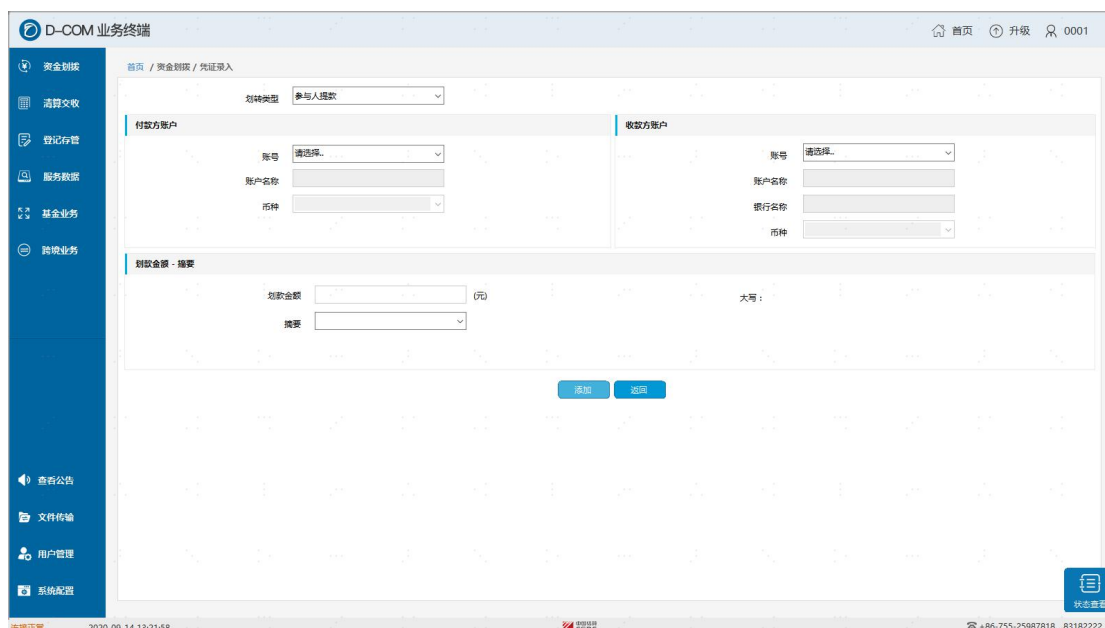 D-COM 业务终端
首页 升级 0001
资金划拨
清算交收
登记存管
服务数据
基金业务
跨境业务
查看公告
文件传输
用户管理
系统配置
首页 / 资金划拨 / 凭证录入
划转类型 参与人提款
付款方账户
账号 请选择..
账户名称
币种
收款方账户
账号 请选择..
账户名称
银行名称
币种
划款金额 - 摘要
划款金额 (元) 大写：
摘要
添加 返回
状态查看
连接正常 2020-09-14 13:21:58 +86-755-25987818 83182222